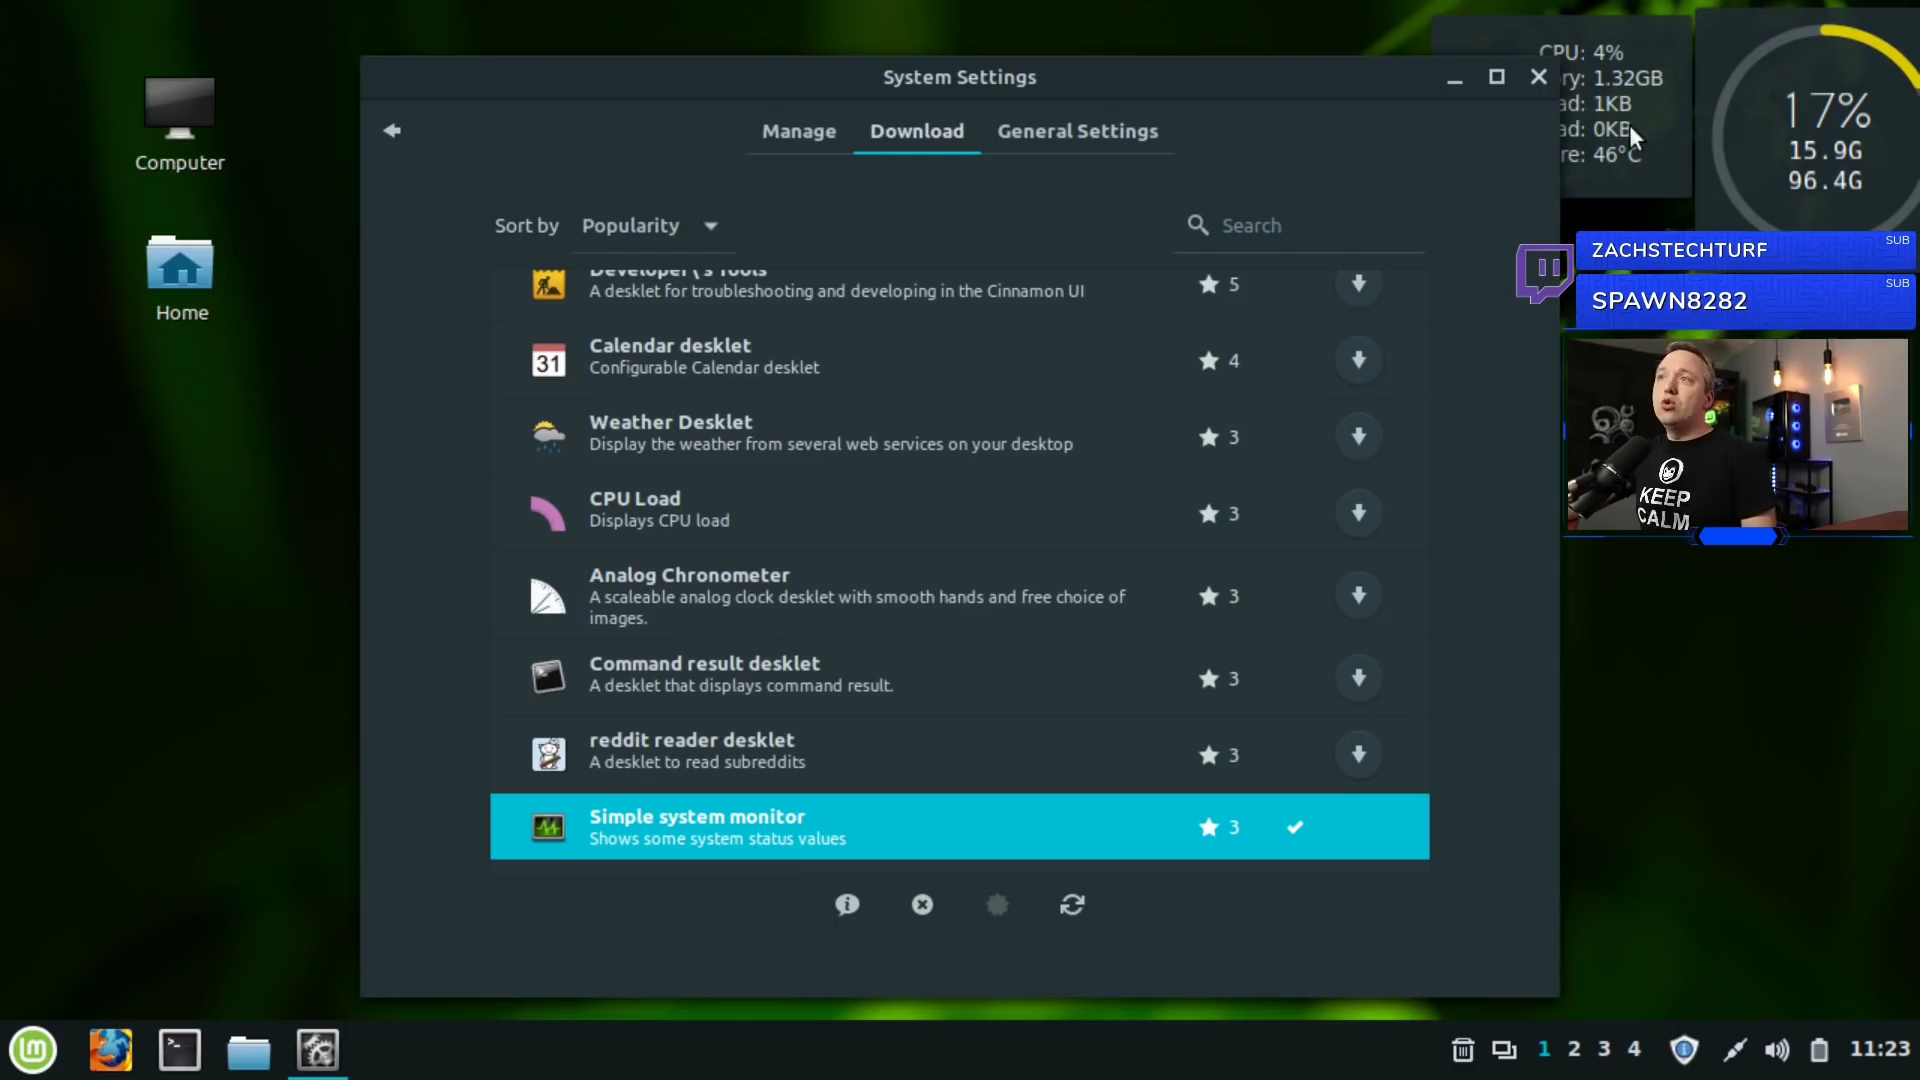 System Settings
Manage
Download
General Settings
Sort by
Popularity
Search
Developer\'s Tools
A desklet for troubleshooting and developing in the Cinnamon UI
5
31
Calendar desklet
Configurable Calendar desklet
4
Weather Desklet
Display the weather from several web services on your desktop
3
CPU Load
Displays CPU load
3
Analog Chronometer
A scaleable analog clock desklet with smooth hands and free choice of
images.
3
Command result desklet
A desklet that displays command result.
3
reddit reader desklet
A desklet to read subreddits
3
Simple system monitor
Shows some system status values
3
Computer
Home
CPU: 4%
ry: 1.32GB
ad: 1KB
ad: 0KB
re: 46°C
17%
15.9G
96.4G
ZACHSTECHTURF
SUB
SPAWN8282
SUB
KEEP
CALM
1 2 3 4
11:23